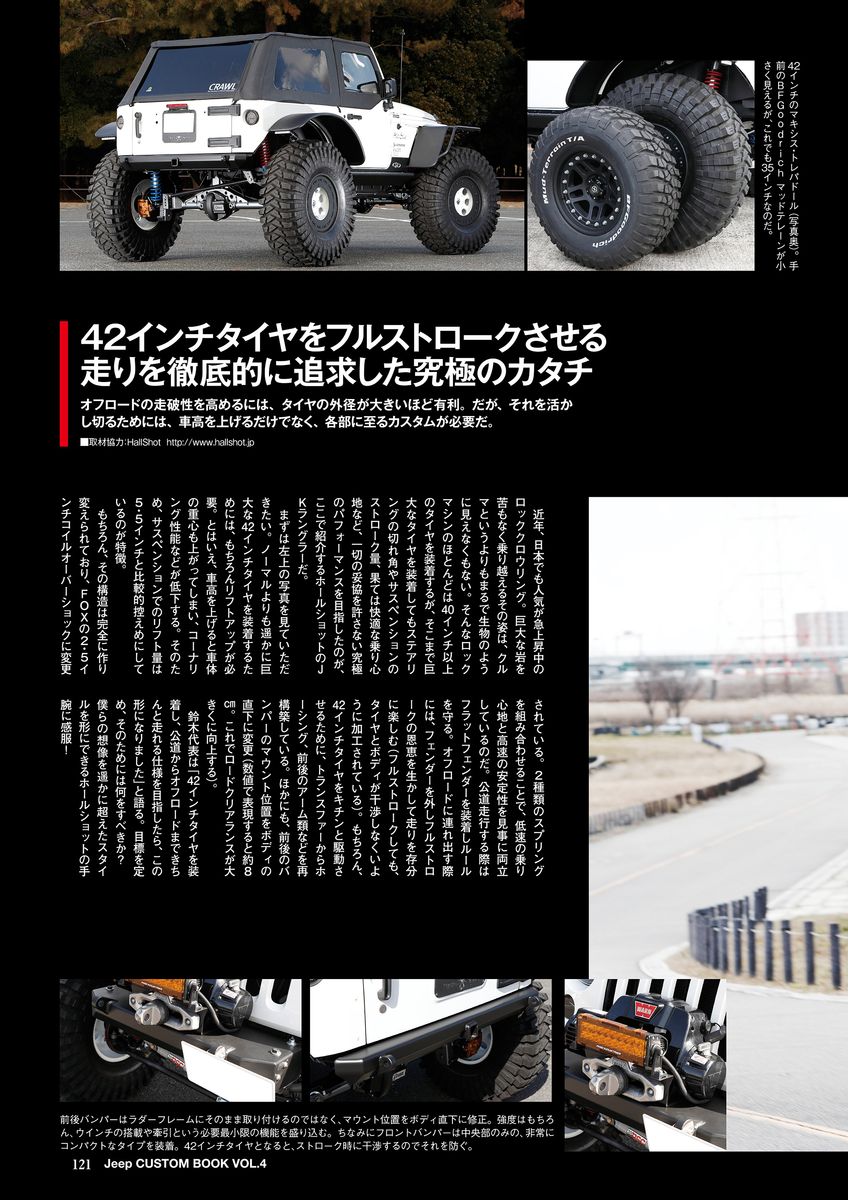 CRAWL
Mud-Terrain T/A
BFGoodrich
42インチのマキシス・トレパドール（写真奥）。手
前のBFGoodrich マッドテレーンが小
さく見えるが、これでも35インチなのだ。
42インチタイヤをフルストロークさせる
走りを徹底的に追求した究極のカタチ
オフロードの走破性を高めるには、タイヤの外径が大きいほど有利。だが、それを活か
し切るためには、車高を上げるだけでなく、各部に至るカスタムが必要だ。
■取材協力:HallShot http://www.hallshot.jp
近年、日本でも人気が急上昇中の
ロッククロウリング。巨大な岩を
苦もなく乗り越えるその姿は、クル
マというよりもまるで生物のよう
に見えなくもない。そんなロック
マシンのほとんどは40インチ以上
のタイヤを装着するが、そこまで巨
大なタイヤを装着してもステアリ
ングの切れ角やサスペンションの
ストローク量、果ては快適な乗り心
地など、一切の妥協を許さない究極
のパフォーマンスを目指したのが、
ここで紹介するホールショットのJ
Kラングラーだ。
まずは左上の写真を見ていただ
きたい。ノーマルよりも遥かに巨
大な42インチタイヤを装着するた
めには、もちろんリフトアップが必
要。とはいえ、車高を上げると車体
の重心も上がってしまい、コーナリ
ング性能などが低下する。そのた
め、サスペンションでのリフト量は
5.5インチと比較的控えめにして
いるのが特徴。
もちろん、その構造は完全に作り
変えられており、FOXの2.5イ
ンチコイルオーバーショックに変更
されている。2種類のスプリング
を組み合わせることで、低速の乗り
心地と高速の安定性を見事に両立
しているのだ。公道走行する際は
フラットフェンダーを装着しルール
を守る。オフロードに連れ出す際
には、フェンダーを外しフルストロ
ークの恩恵を生かして走りを存分
に楽しむ（フルストロークしても、
タイヤとボディが干渉しなくいよ
うに加工されている）。もちろん、
42インチタイヤをキチンと駆動さ
せるために、トランスファーからホ
ーシング、前後のアーム類などを再
構築している。ほかにも、前後のバ
ンパーのマウント位置をボディの
直下に変更（数値で表現すると約8
cm。これでロードクリアランスが大
きくに向上する）。
鈴木代表は「42インチタイヤを装
着し、公道からオフロードまできち
んと走れる仕様を目指したら、この
形になりました」と語る。目標を定
め、そのためには何をすべきか？
僕らの想像を遥かに超えたスタイ
ルを形にできるホールショットの手
腕に感服！
WARN
前後バンパーはラダーフレームにそのまま取り付けるのではなく、マウント位置をボディ直下に修正。強度はもちろ
ん、ウインチの搭載や牽引という必要最小限の機能を盛り込む。ちなみにフロントバンパーは中央部のみの、非常に
コンパクトなタイプを装着。42インチタイヤとなると、ストローク時に干渉するのでそれを防ぐ。
121 Jeep CUSTOM BOOK VOL.4